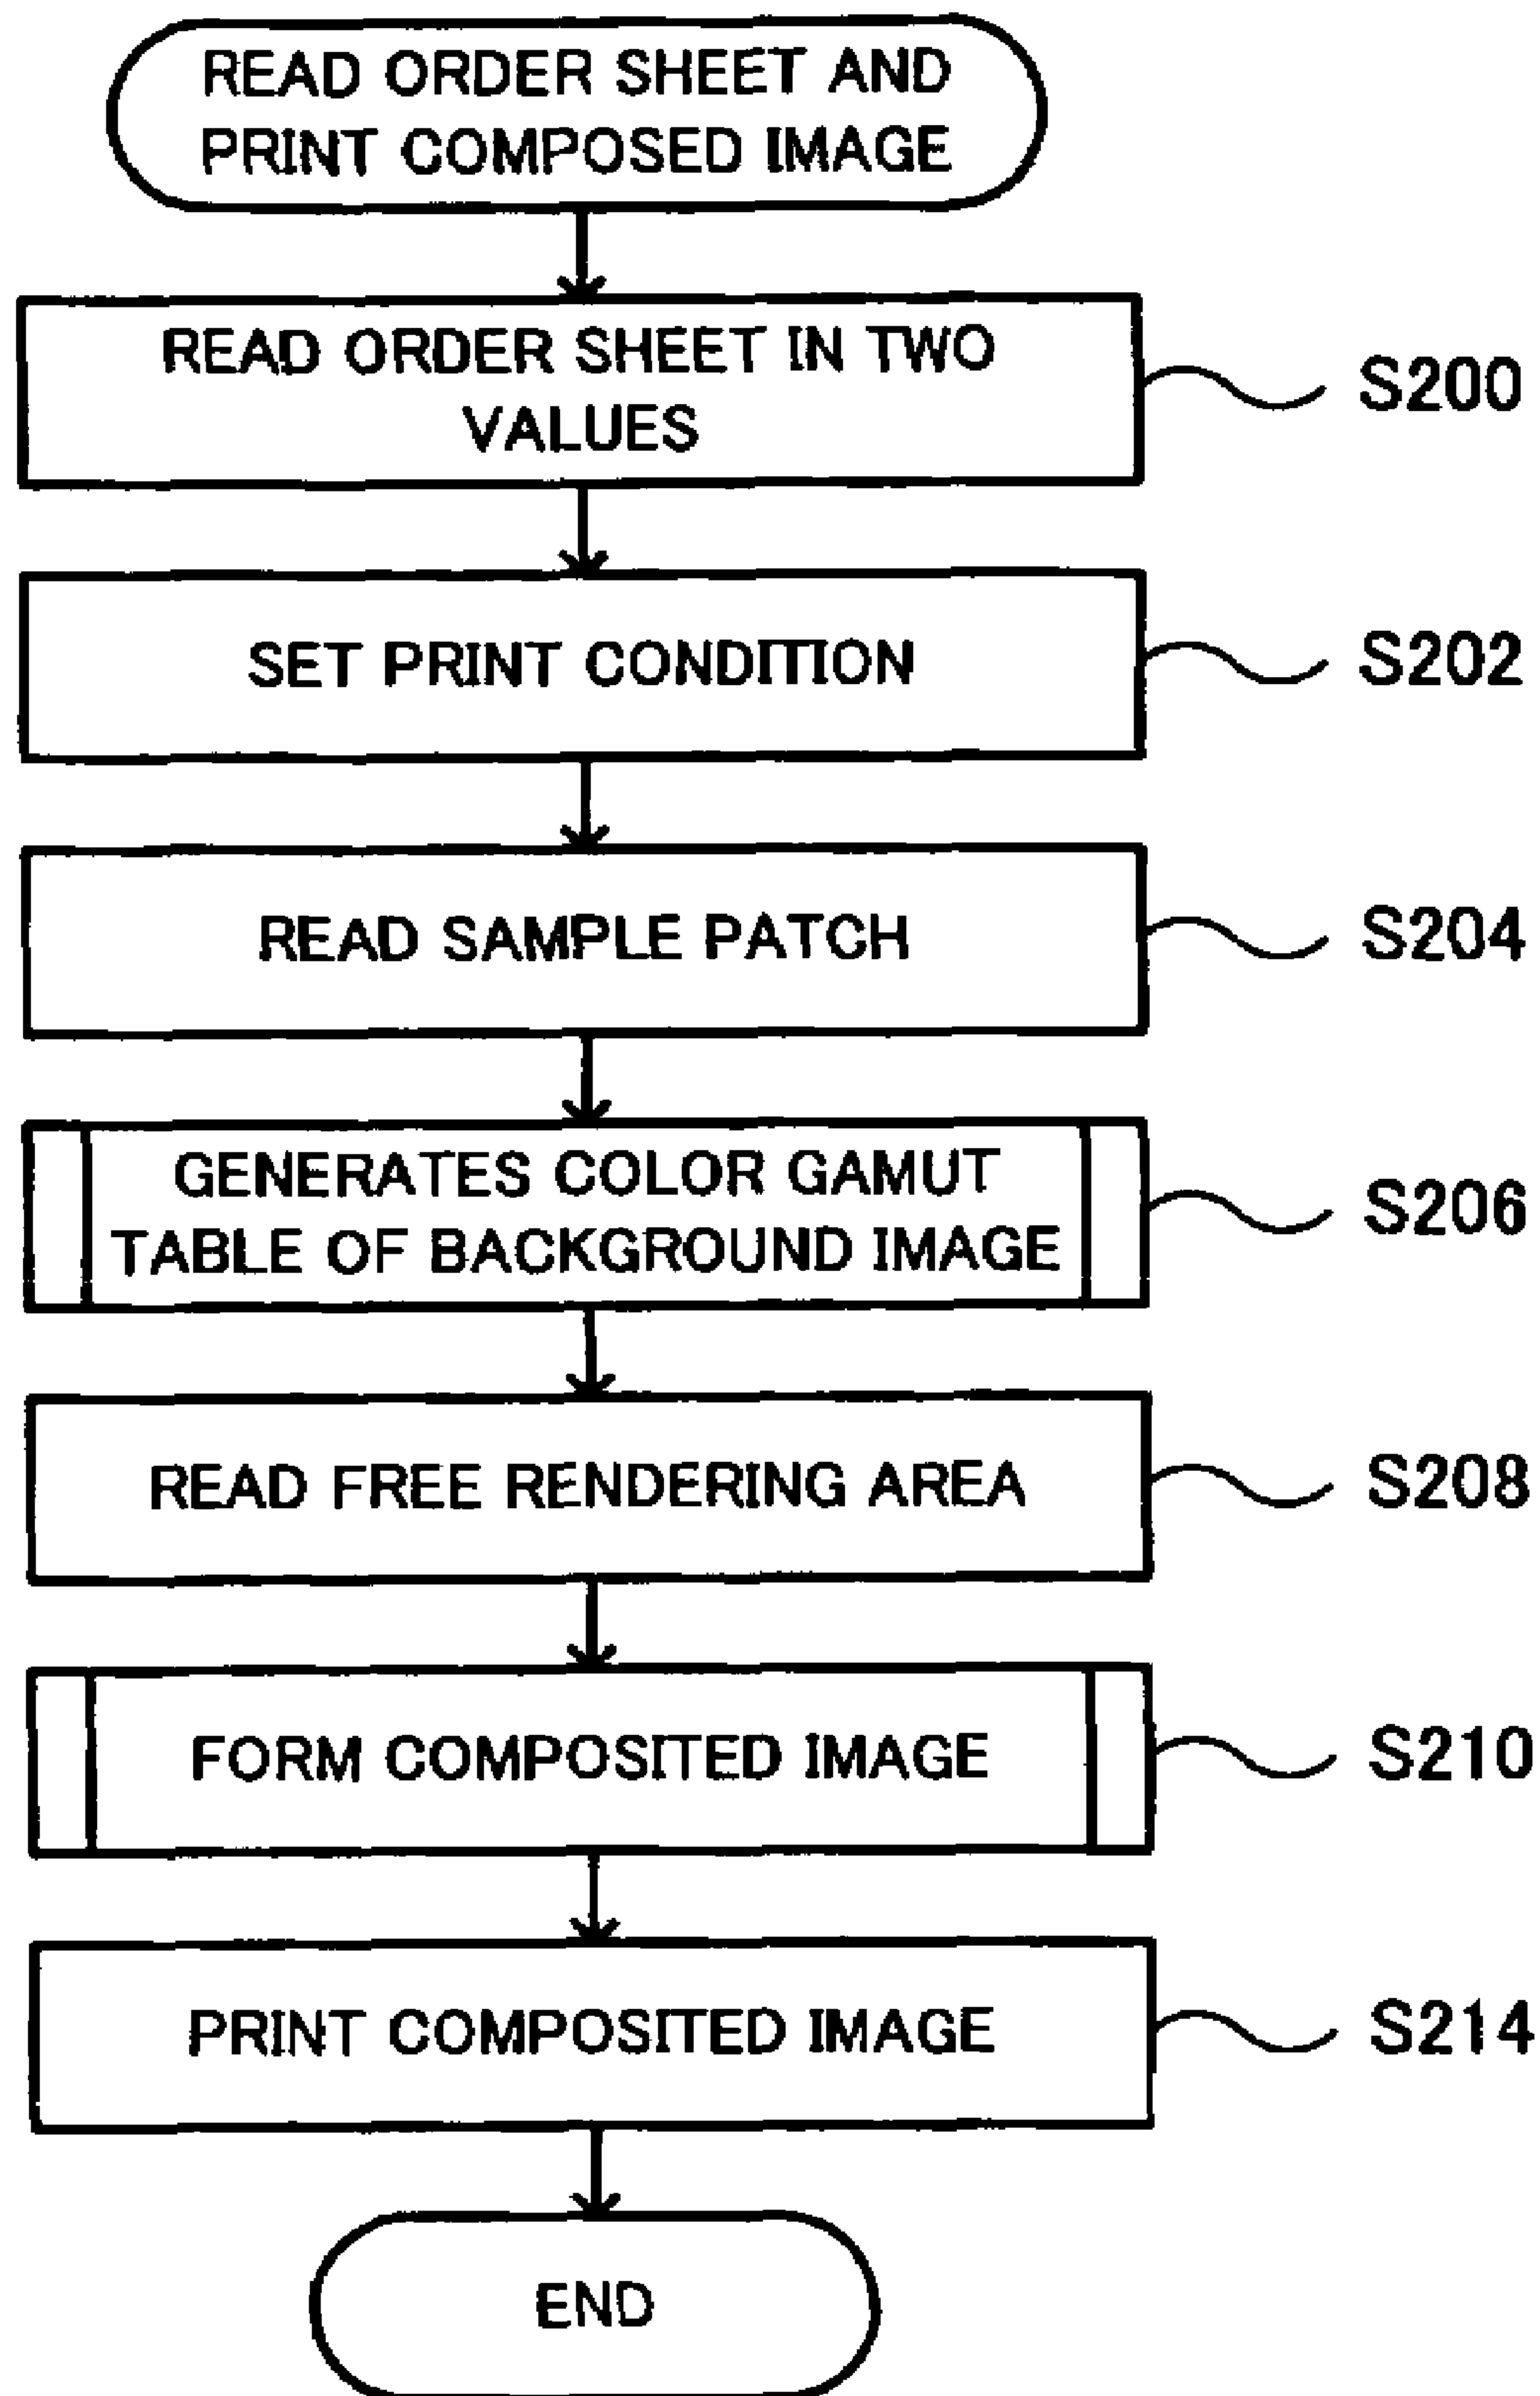 READ ORDER SHEET AND
PRINT COMPOSED IMAGE
READ ORDER SHEET IN TWO
VALUES
S200
SET PRINT CONDITION
S202
READ SAMPLE PATCH
S204
GENERATES COLOR GAMUT
TABLE OF BACKGROUND IMAGE
S206
READ FREE RENDERING AREA
S208
FORM COMPOSITED IMAGE
S210
PRINT COMPOSITED IMAGE
S214
END